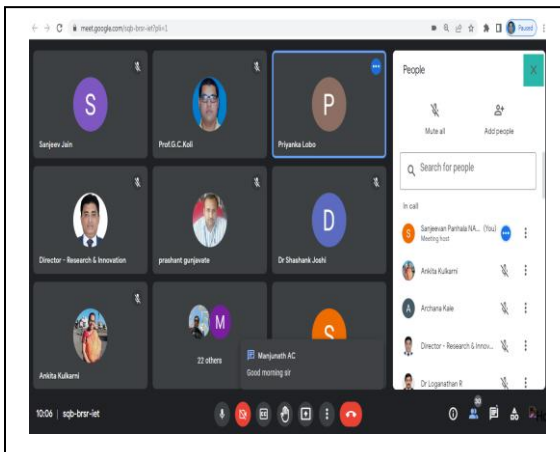 meet.google.com/sqb-brsr-iet?pli=1
Paused
S
Sanjeev Jain
Prof.G.C.Koli
P
Priyanka Lobo
Director - Research & Innovation
prashant gunjavate
D
Dr Shashank Joshi
Ankita Kulkarni
M
22 others
S
Manjunath AC
Good morning sir
People
X
Mute all
Add people
Search for people
In call
S
Sanjeevan Panhala NA... (You)
Meeting host
Ankita Kulkarni
A
Archana Kale
Director - Research & Innov...
Dr Loganathan R
10:06 | sqb-brsr-iet
30